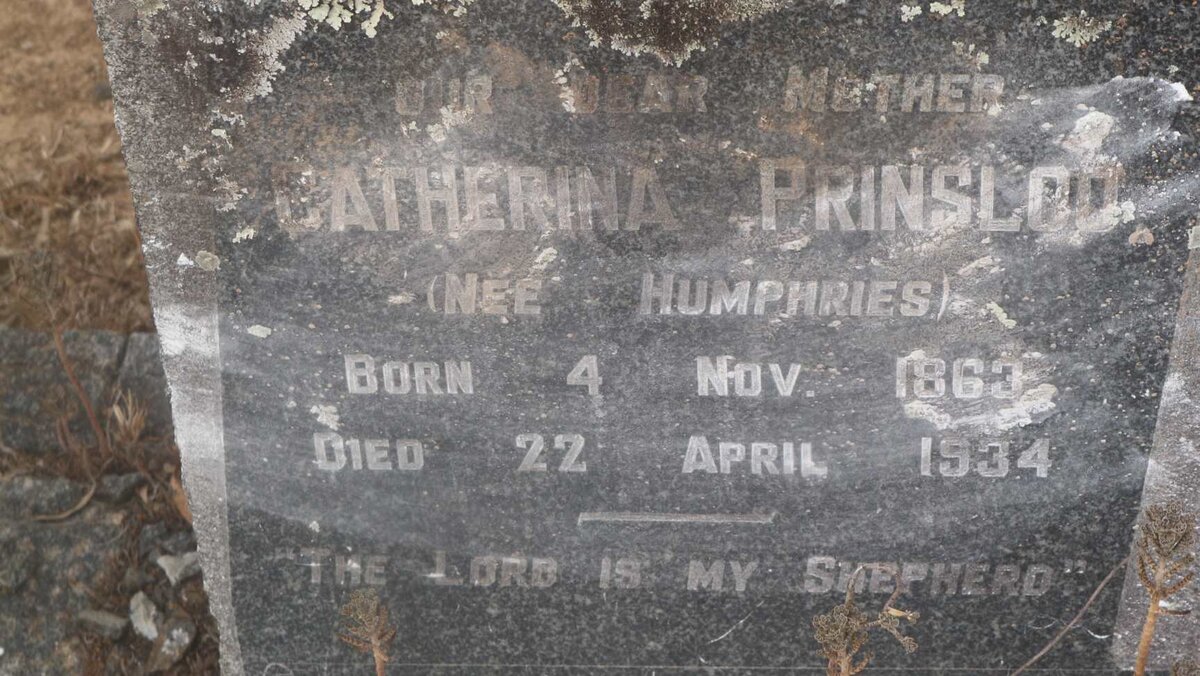 OUR DEAR MOTHER
CATHERINA PRINSLOO
(NEE HUMPHRIES)
BORN 4 NOV. 1863
DIED 22 APRIL 1934
"THE LORD IS MY SHEPHERD"